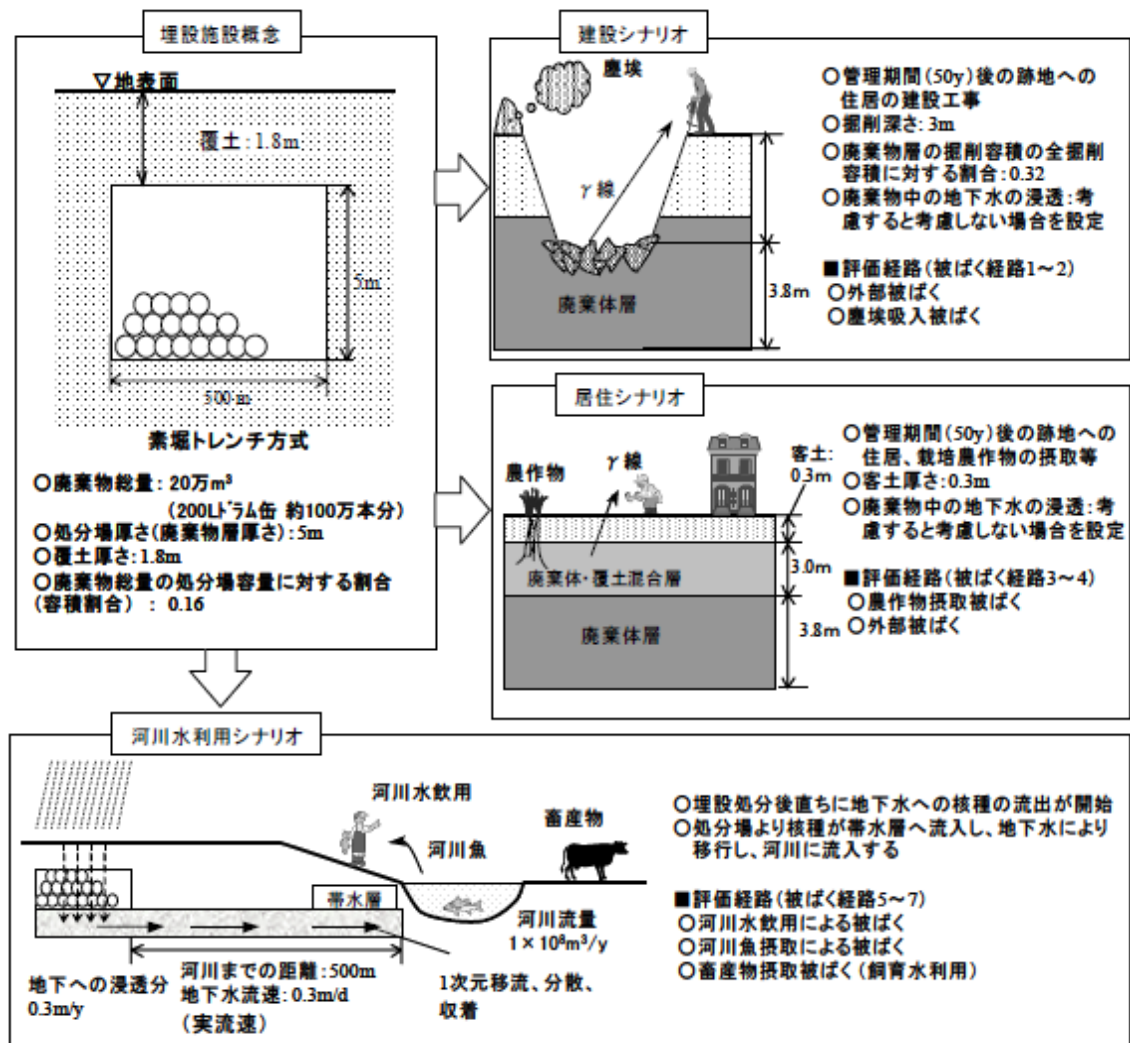 埋設施設概念
▽地表面
覆土:1.8m
5m
500m
素堀トレンチ方式
○廃棄物総量:20万m³
(200Lﾄﾞﾗﾑ缶 約100万本分)
○処分場厚さ(廃棄物層厚さ):5m
○覆土厚さ:1.8m
○廃棄物総量の処分場容量に対する割合
(容積割合) : 0.16
建設シナリオ
塵埃
γ線
廃棄体層
3.8m
○管理期間(50y)後の跡地への
住居の建設工事
○掘削深さ:3m
○廃棄物層の掘削容積の全掘削
容積に対する割合:0.32
○廃棄物中の地下水の浸透:考
慮すると考慮しない場合を設定
■評価経路(被ばく経路1~2)
○外部被ばく
○塵埃吸入被ばく
居住シナリオ
農作物
γ線
客土:
0.3m
廃棄体・覆土混合層
3.0m
廃棄体層
3.8m
○管理期間(50y)後の跡地への
住居、栽培農作物の摂取等
○客土厚さ:0.3m
○廃棄物中の地下水の浸透:考
慮すると考慮しない場合を設定
■評価経路(被ばく経路3~4)
○農作物摂取被ばく
○外部被ばく
河川水利用シナリオ
河川水飲用
河川魚
畜産物
帯水層
河川流量
1×10⁸m³/y
地下への浸透分
0.3m/y
河川までの距離:500m
地下水流速:0.3m/d
(実流速)
1次元移流、分散、
収着
○埋設処分後直ちに地下水への核種の流出が開始
○処分場より核種が帯水層へ流入し、地下水により
移行し、河川に流入する
■評価経路(被ばく経路5~7)
○河川水飲用による被ばく
○河川魚摂取による被ばく
○畜産物摂取被ばく(飼育水利用)